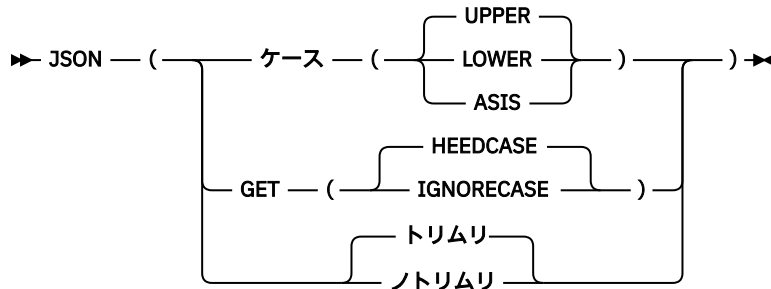 UPPER
JSON ( ケース ( LOWER ) )
ASIS
HEEDCASE
GET ( IGNORECASE )
トリムリ
ノトリムリ